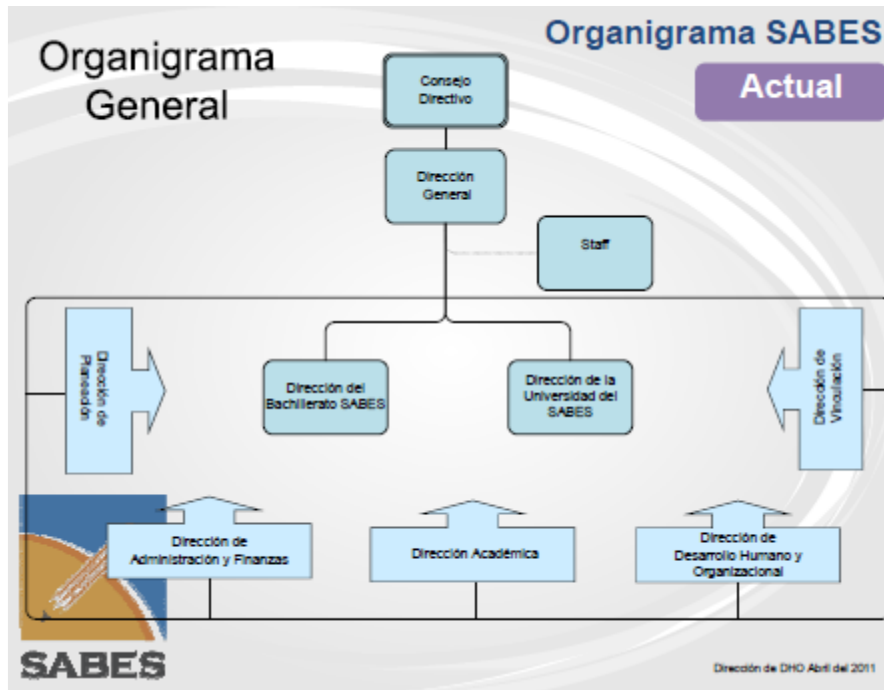 Organigrama
General
Organigrama SABES
Actual
Consejo
Directivo
Dirección
General
Staff
Dirección de
Planeación
Dirección del
Bachillerato SABES
Dirección de la
Universidad del
SABES
Dirección de
Vinculación
Dirección de
Administración y Finanzas
Dirección Académica
Dirección de
Desarrollo Humano y
Organizacional
SABES
Dirección de DHO Abril del 2011